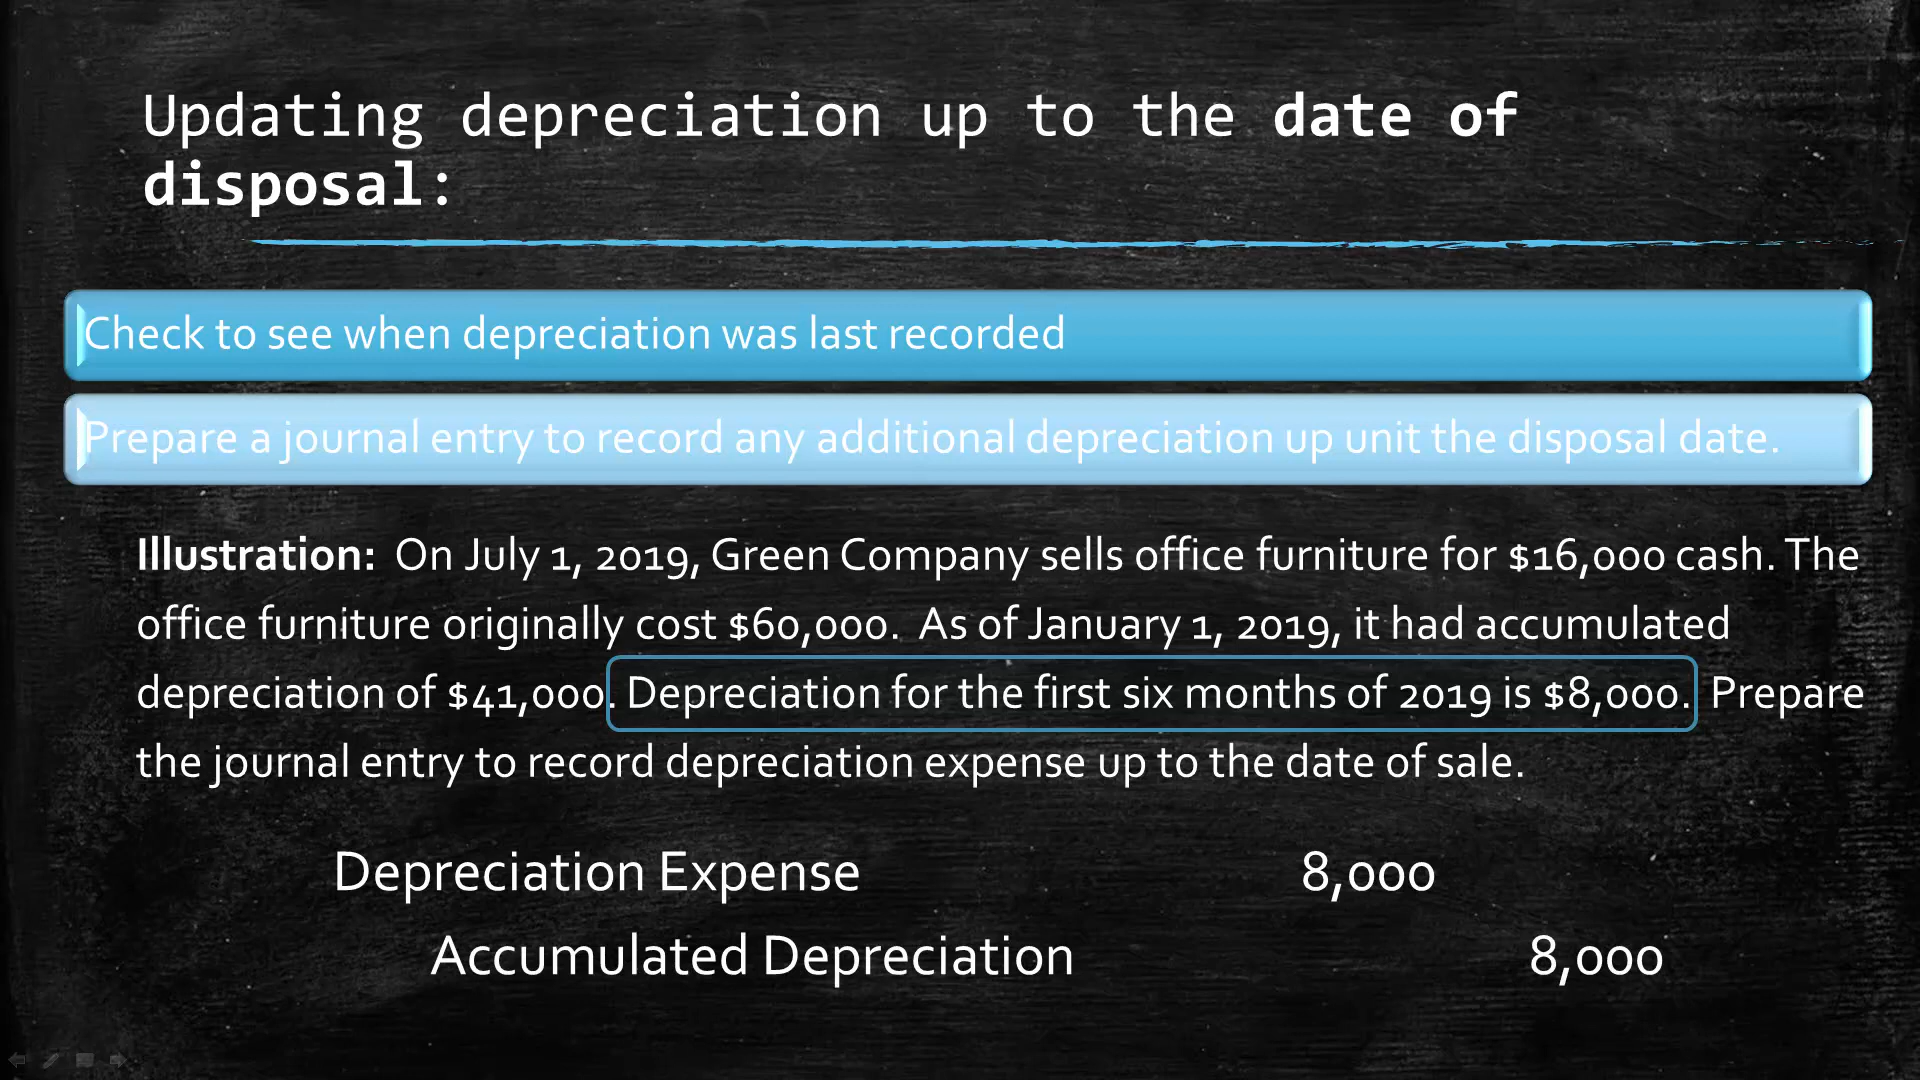 Updating depreciation up to the date of
disposal:
Check to see when depreciation was last recorded
Prepare a journal entry to record any additional depreciation up unit the disposal date.
Illustration: On July 1, 2019, Green Company sells office furniture for $16,000 cash. The
office furniture originally cost $60,000. As of January 1, 2019, it had accumulated
depreciation of $41,000. Depreciation for the first six months of 2019 is $8,000. Prepare
the journal entry to record depreciation expense up to the date of sale.
Depreciation Expense 8,000
Accumulated Depreciation 8,000